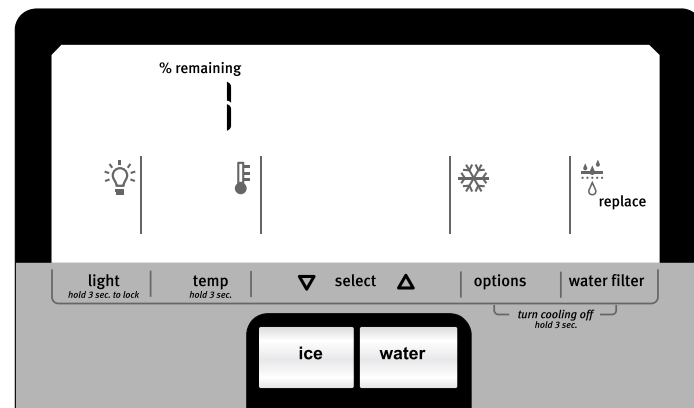 % remaining
1
replace
light temp select options water filter
hold 3 sec. to lock hold 3 sec.
turn cooling off
hold 3 sec.
ice water